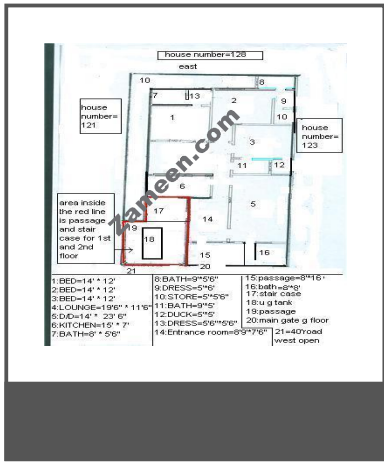 house number=128
east
10
8
7
13
2
9
10
house
number=
121
1
3
house
number=
123
11
12
6
5
area inside
the red line
is passage
and stair
case for 1st
and 2nd
floor
17
14
19
18
15
16
20
21
Zameen.com
1:BED=14' * 12'
2:BED=14' * 12'
3:BED=14' * 12'
4:LOUNGE=19'6" * 11'6"
5:D/D=14' * 23' 6"
6:KITCHEN=15' * 7'
7:BATH=8' * 5'6"
8:BATH=9'*5'6"
9:DRESS=5'*6'
10:STORE=5'*5'6"
11:BATH=9'*5'
12:DUCK=5'*5'
13:DRESS=5'6"*5'6"
14:Entrance room=8'9"*7'6"
15:passage=8'*16'
16:bath=8'*8'
17:stair case
18:u g tank
19:passage
20:main gate g floor
21=40'road
west open